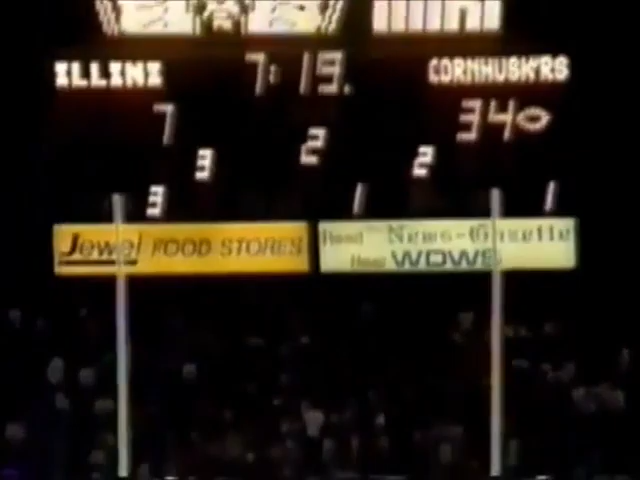 ILLINI 7:19. CORNHUSK'RS
7 34
3 2 2
3 1 1
Jewel FOOD STORES
Read News-Gazette
Hear WDWS